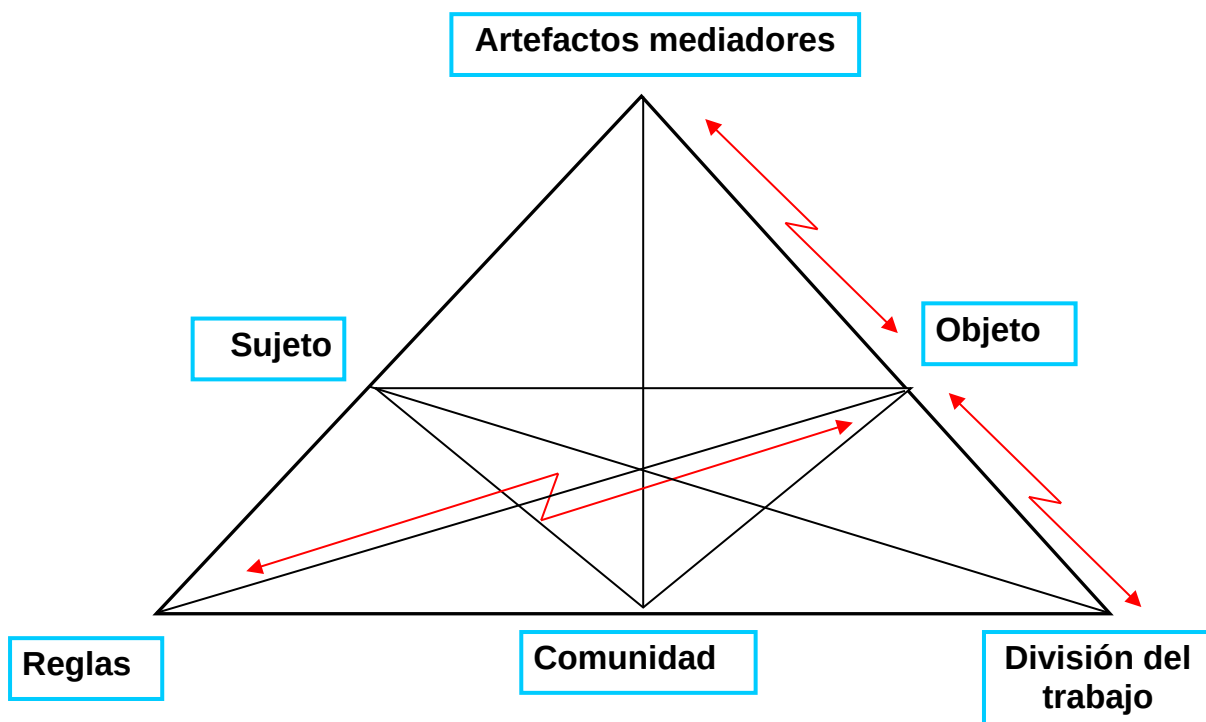 Artefactos mediadores
Sujeto
Objeto
Reglas
Comunidad
División del
trabajo